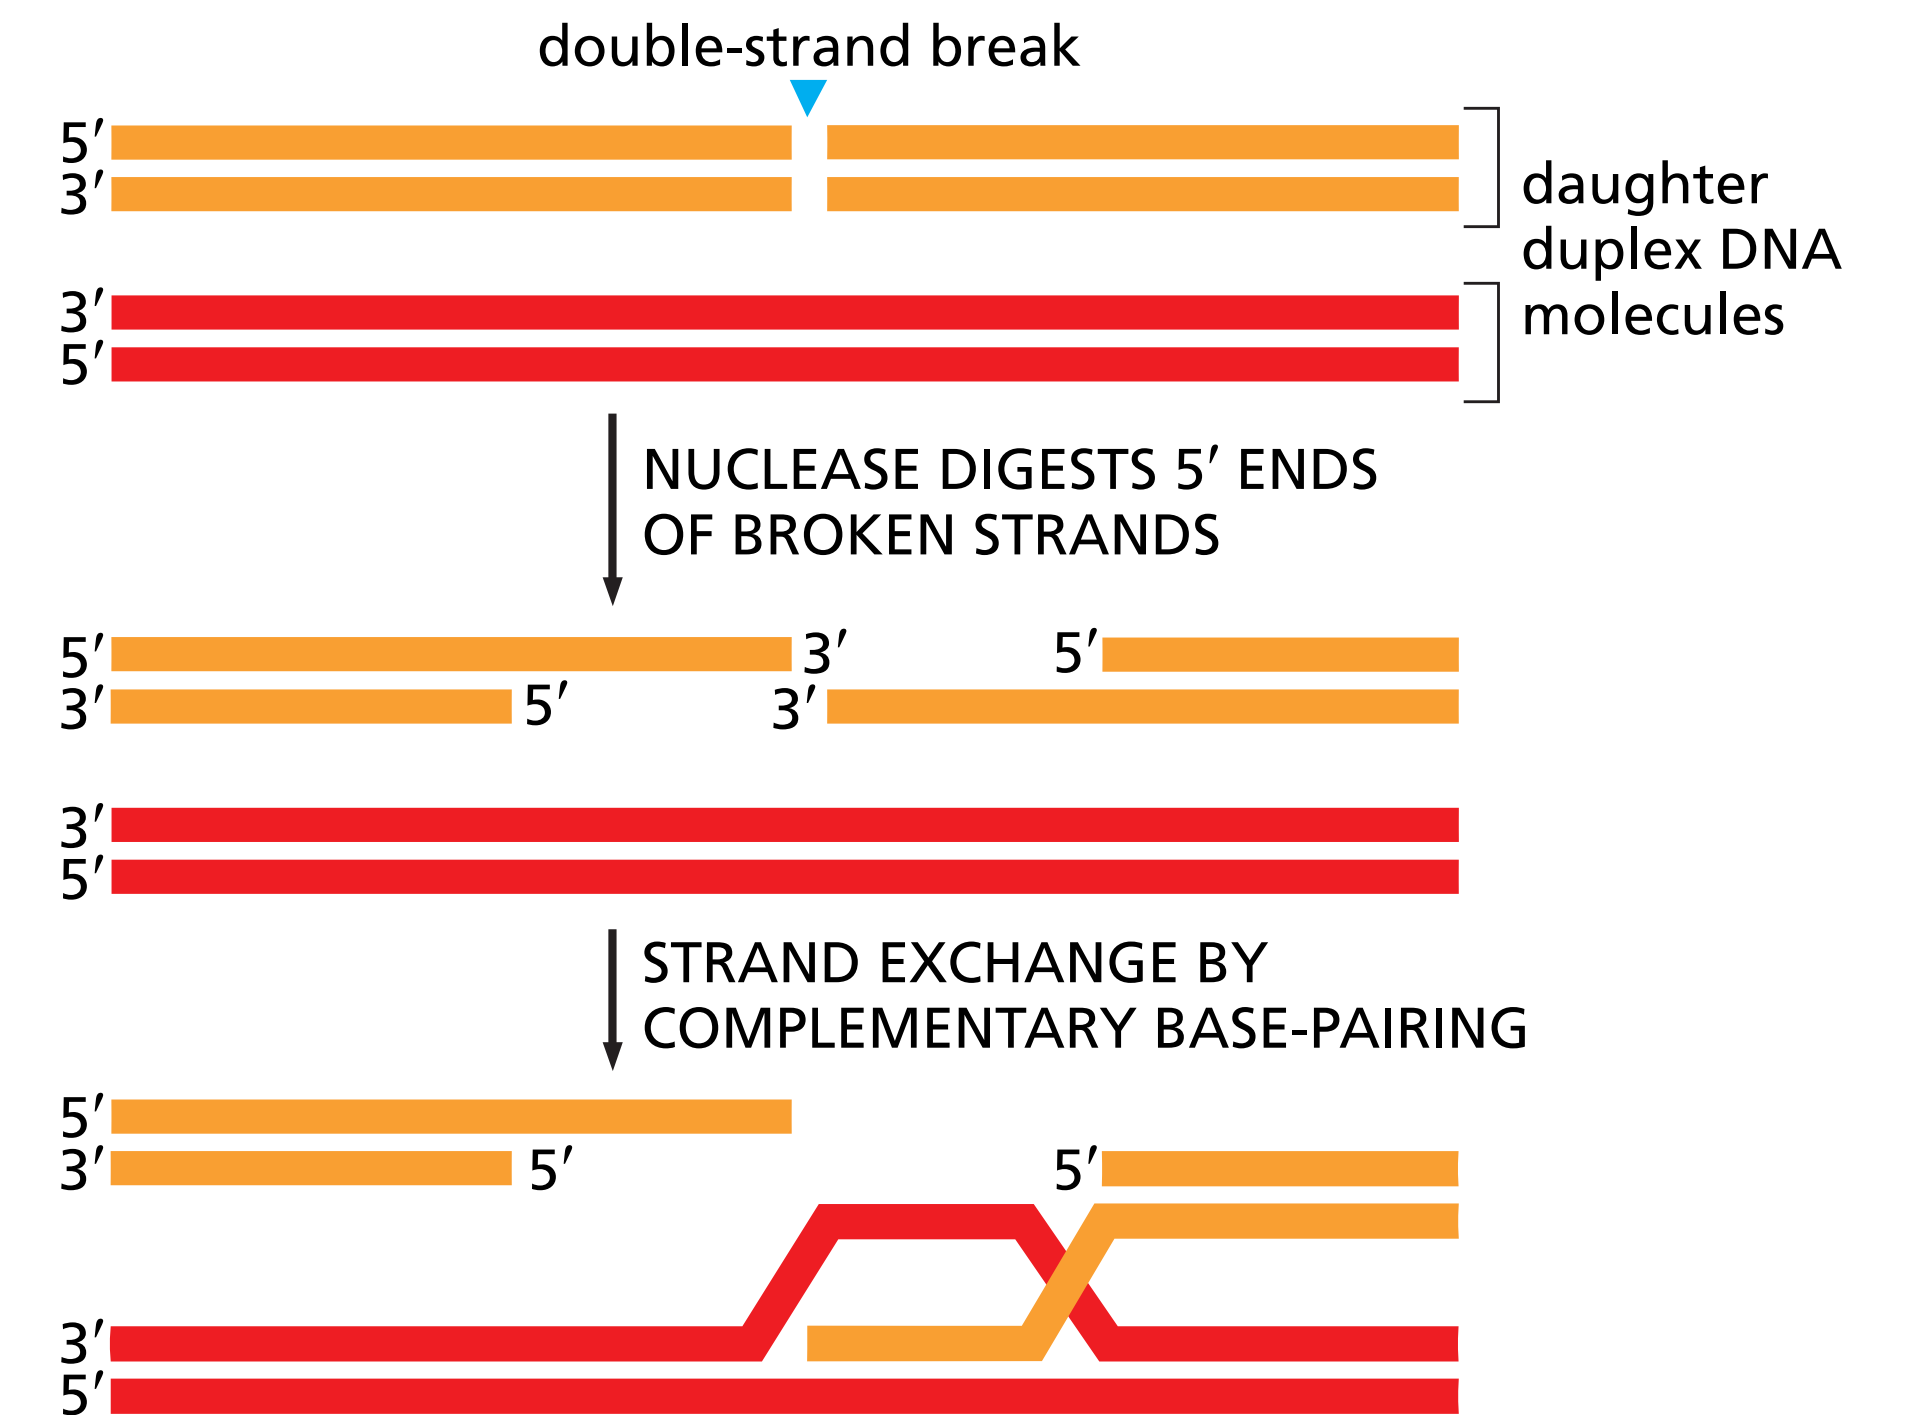 double-strand break
5′
3′
daughter
duplex DNA
molecules
3′
5′
NUCLEASE DIGESTS 5′ ENDS
OF BROKEN STRANDS
5′ 3′ 5′
3′ 5′ 3′
3′
5′
STRAND EXCHANGE BY
COMPLEMENTARY BASE-PAIRING
5′
3′ 5′ 5′
3′
5′